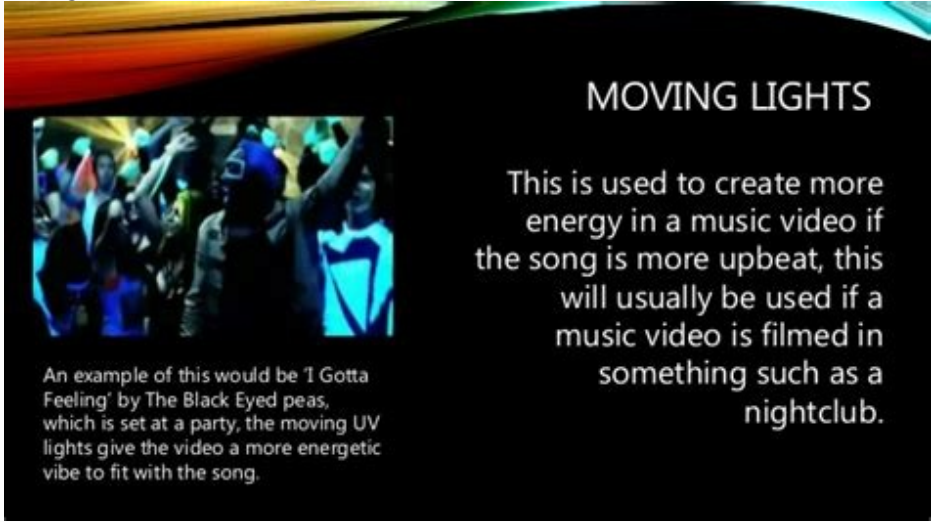 MOVING LIGHTS
This is used to create more
energy in a music video if
the song is more upbeat, this
will usually be used if a
music video is filmed in
something such as a
nightclub.
An example of this would be 'I Gotta
Feeling' by The Black Eyed peas,
which is set at a party, the moving UV
lights give the video a more energetic
vibe to fit with the song.